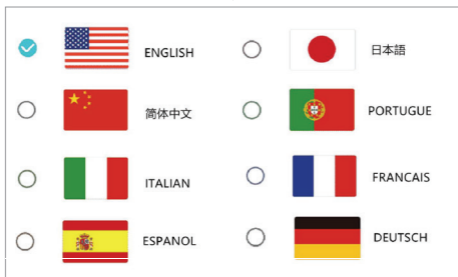 ENGLISH
日本語
简体中文
PORTUGUE
ITALIAN
FRANCAIS
ESPANOL
DEUTSCH